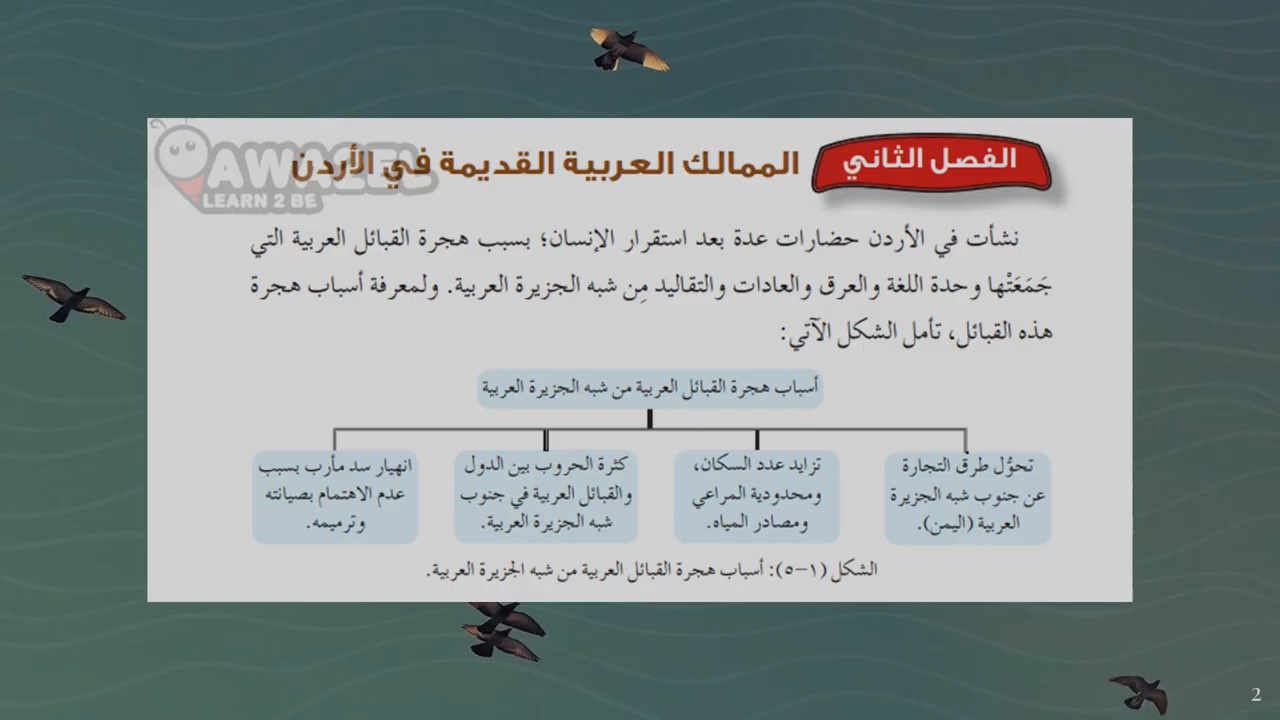 الفصل الثاني
الممالك العربية القديمة في الأردن
AWA2EL
LEARN 2 BE
نشأت في الأردن حضارات عدة بعد استقرار الإنسان؛ بسبب هجرة القبائل العربية التي
جَمَعَتْها وحدة اللغة والعرق والعادات والتقاليد مِن شبه الجزيرة العربية. ولمعرفة أسباب هجرة
هذه القبائل، تأمل الشكل الآتي:
أسباب هجرة القبائل العربية من شبه الجزيرة العربية
تحوُّل طرق التجارة
عن جنوب شبه الجزيرة
العربية (اليمن).
تزايد عدد السكان،
ومحدودية المراعي
ومصادر المياه.
كثرة الحروب بين الدول
والقبائل العربية في جنوب
شبه الجزيرة العربية.
انهيار سد مأرب بسبب
عدم الاهتمام بصيانته
وترميمه.
الشكل (١-٥): أسباب هجرة القبائل العربية من شبه الجزيرة العربية.
2